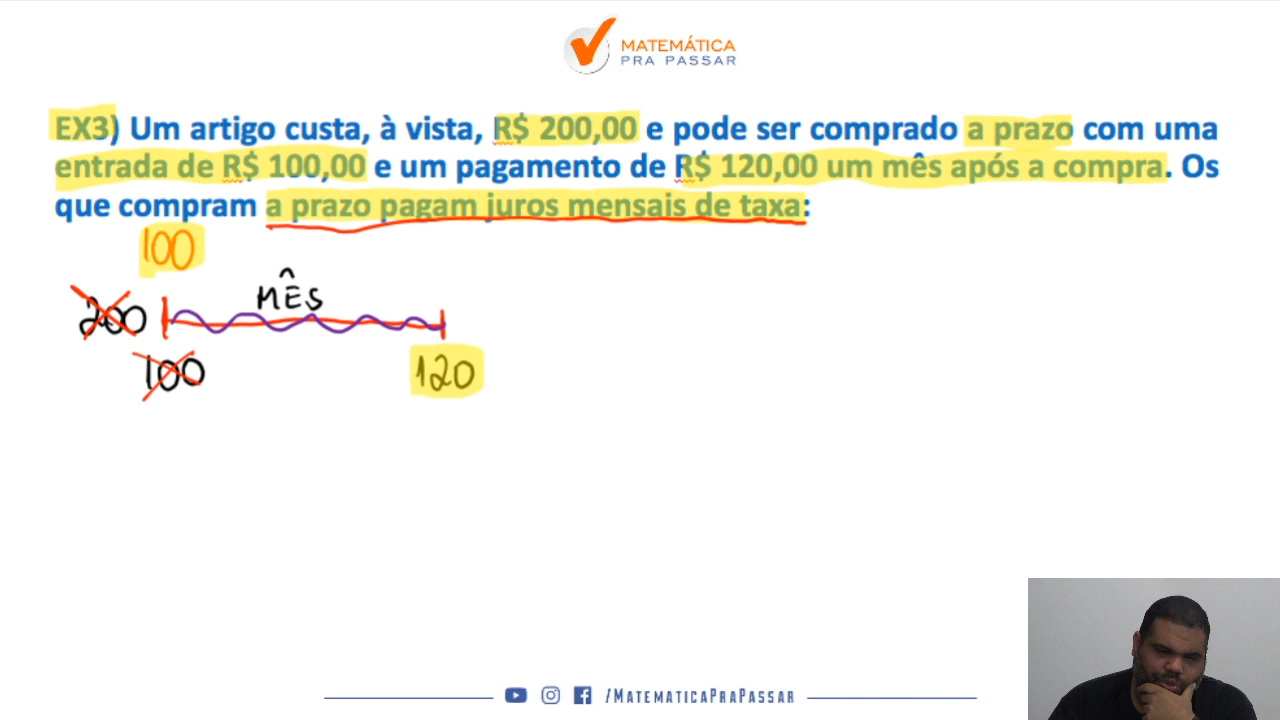 MATEMÁTICA
PRA PASSAR
EX3) Um artigo custa, à vista, R$ 200,00 e pode ser comprado a prazo com uma
entrada de R$ 100,00 e um pagamento de R$ 120,00 um mês após a compra. Os
que compram a prazo pagam juros mensais de taxa:
100
MÊS
200
100
120
/MATEMATICAPRAPASSAR